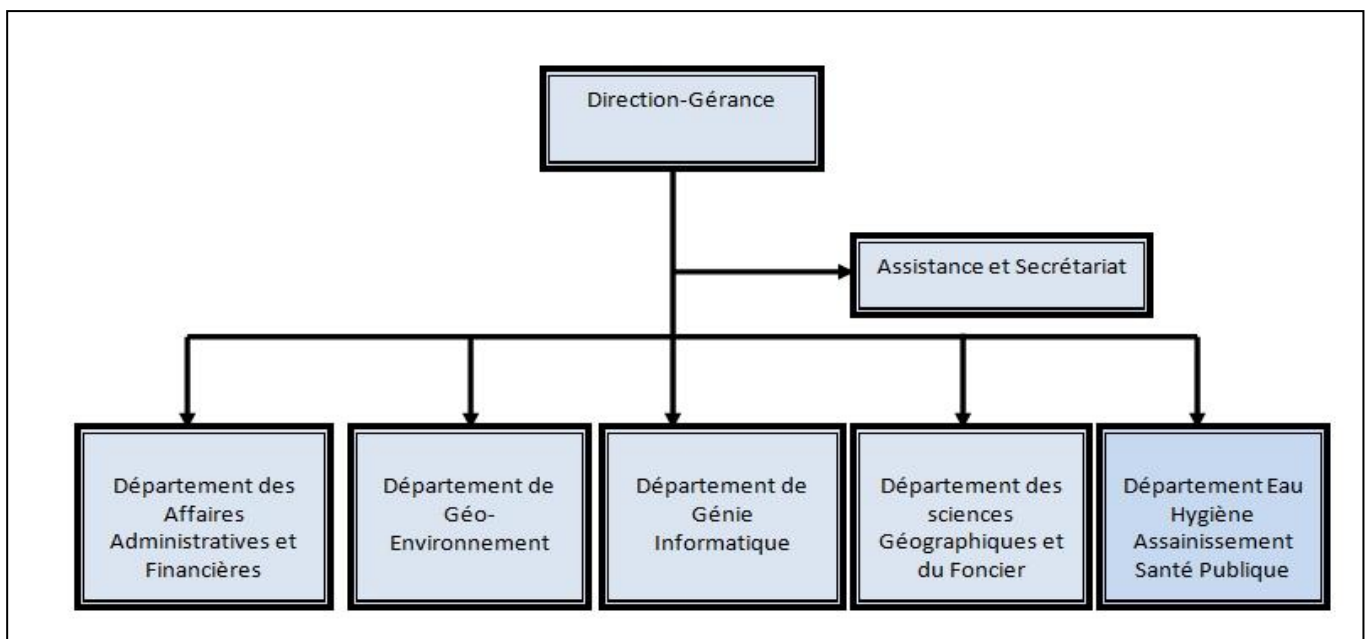 Direction-Gérance
Assistance et Secrétariat
Département des
Affaires
Administratives et
Financières
Département de
Géo-
Environnement
Département de
Génie
Informatique
Département des
sciences
Géographiques et
du Foncier
Département Eau
Hygiène
Assainissement
Santé Publique